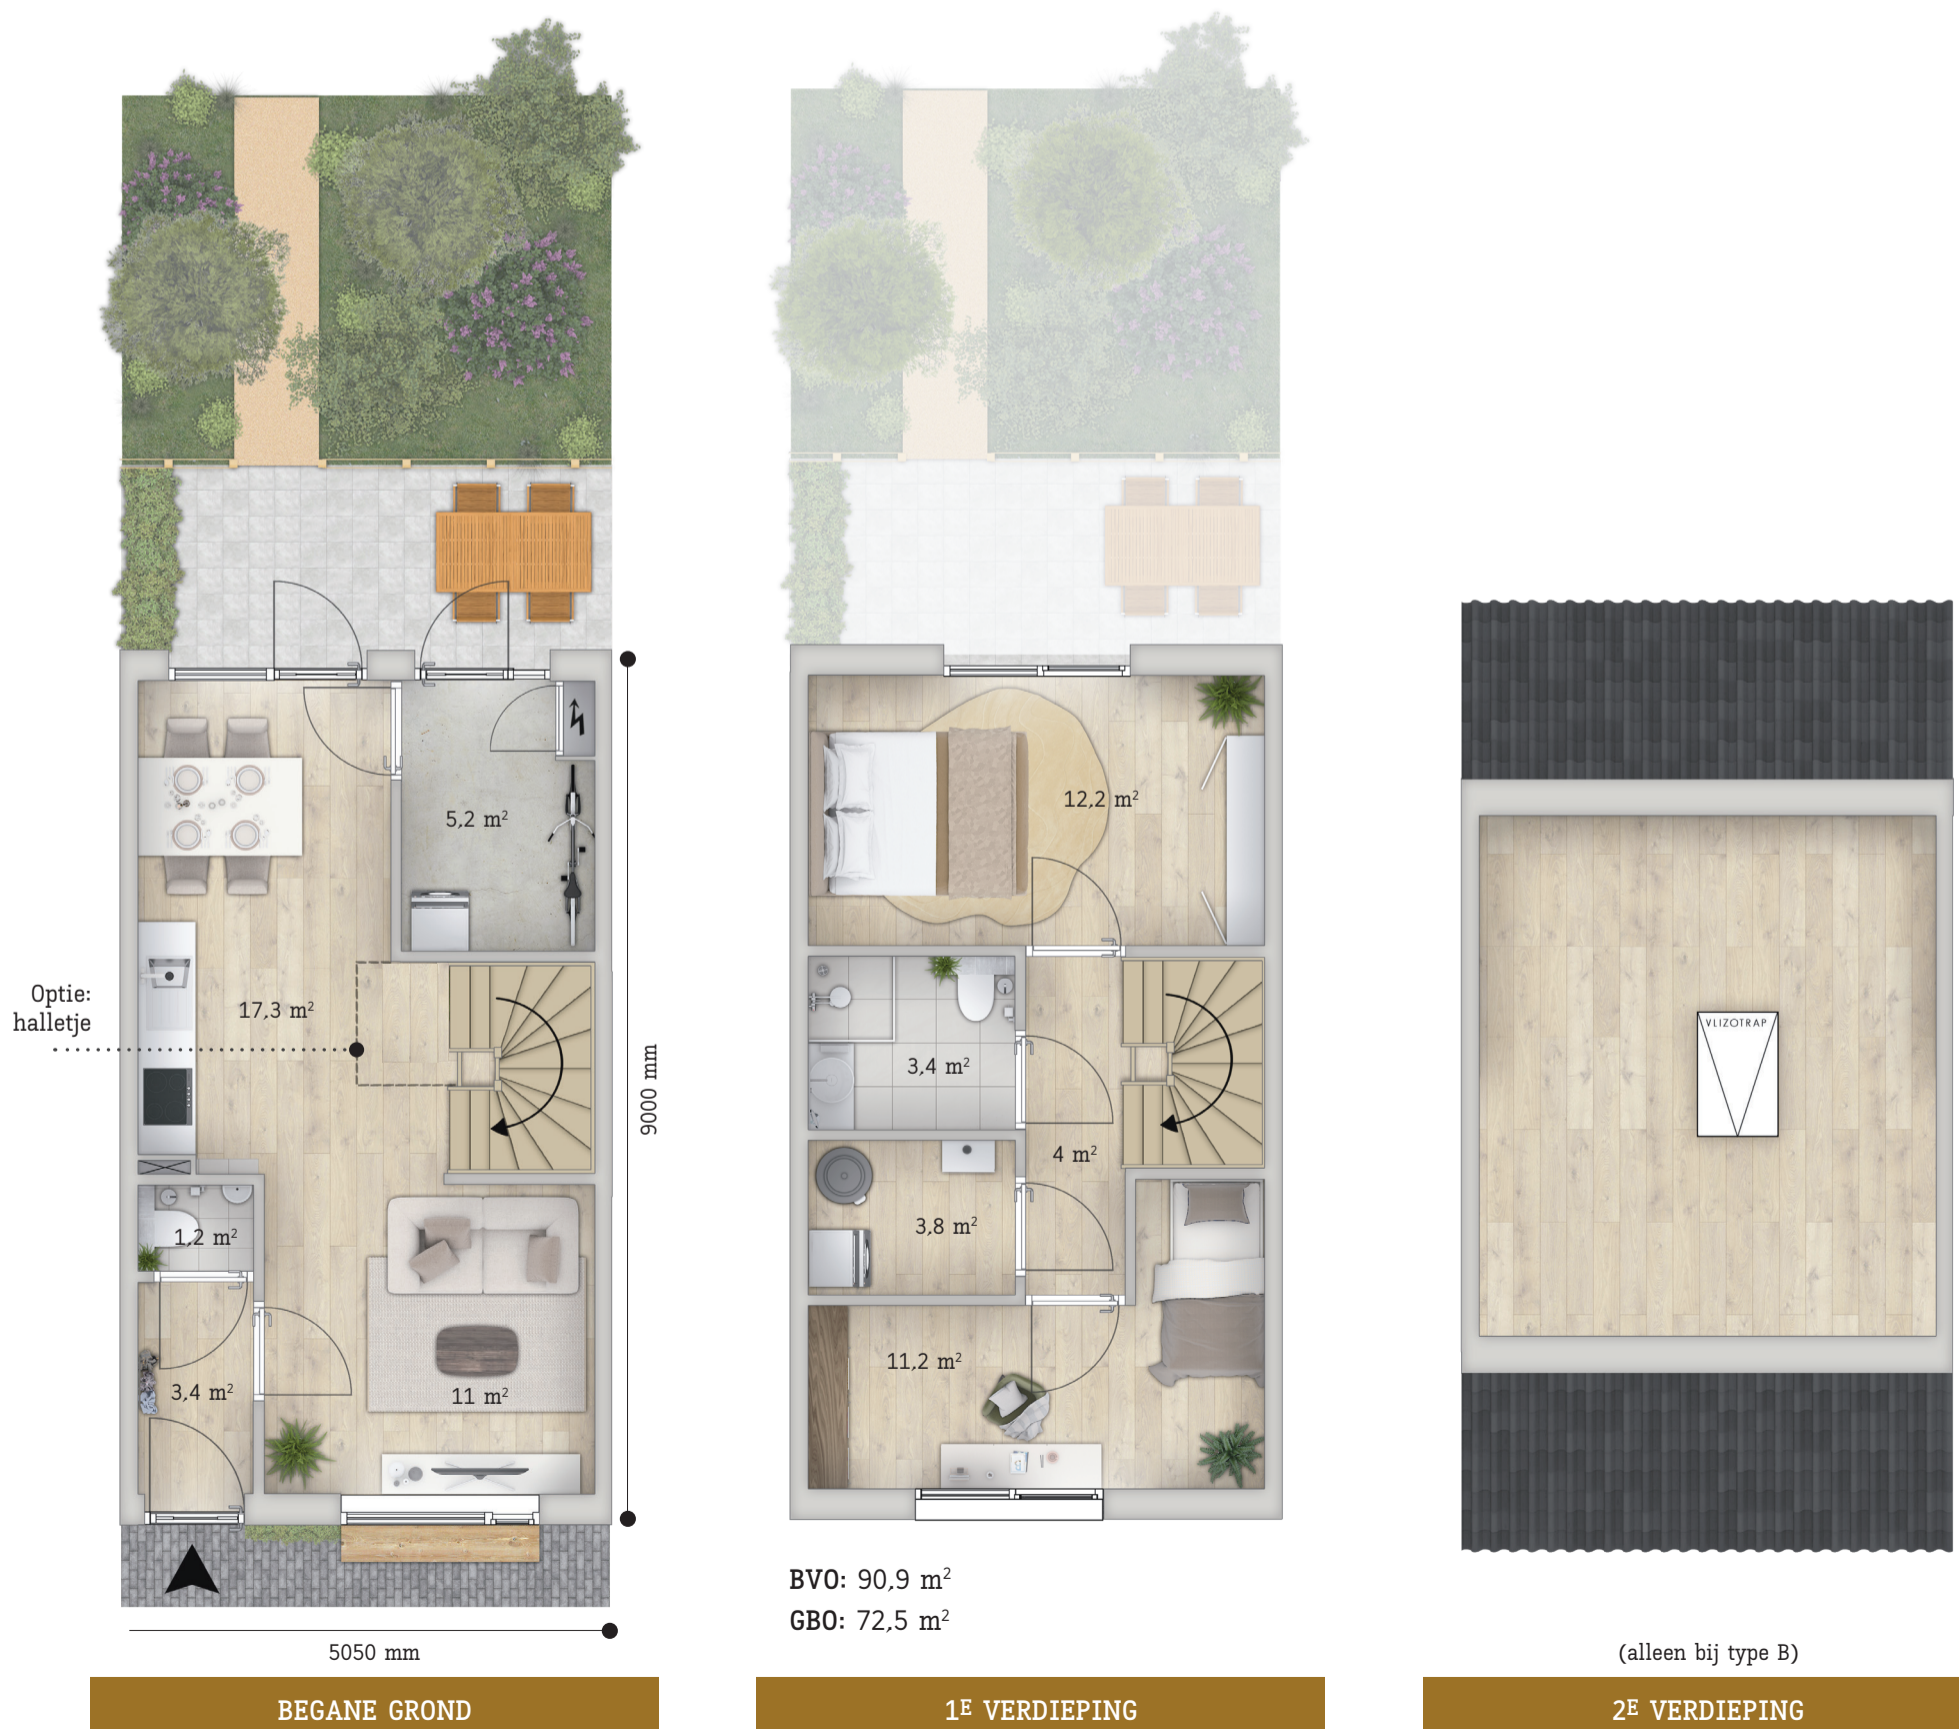 5,2 m²
Optie:
halletje
17,3 m²
9000 mm
1,2 m²
3,4 m²
11 m²
5050 mm
BEGANE GROND
12,2 m²
3,4 m²
4 m²
3,8 m²
11,2 m²
BVO: 90,9 m²
GBO: 72,5 m²
1E VERDIEPING
VLIZOTRAP
(alleen bij type B)
2E VERDIEPING